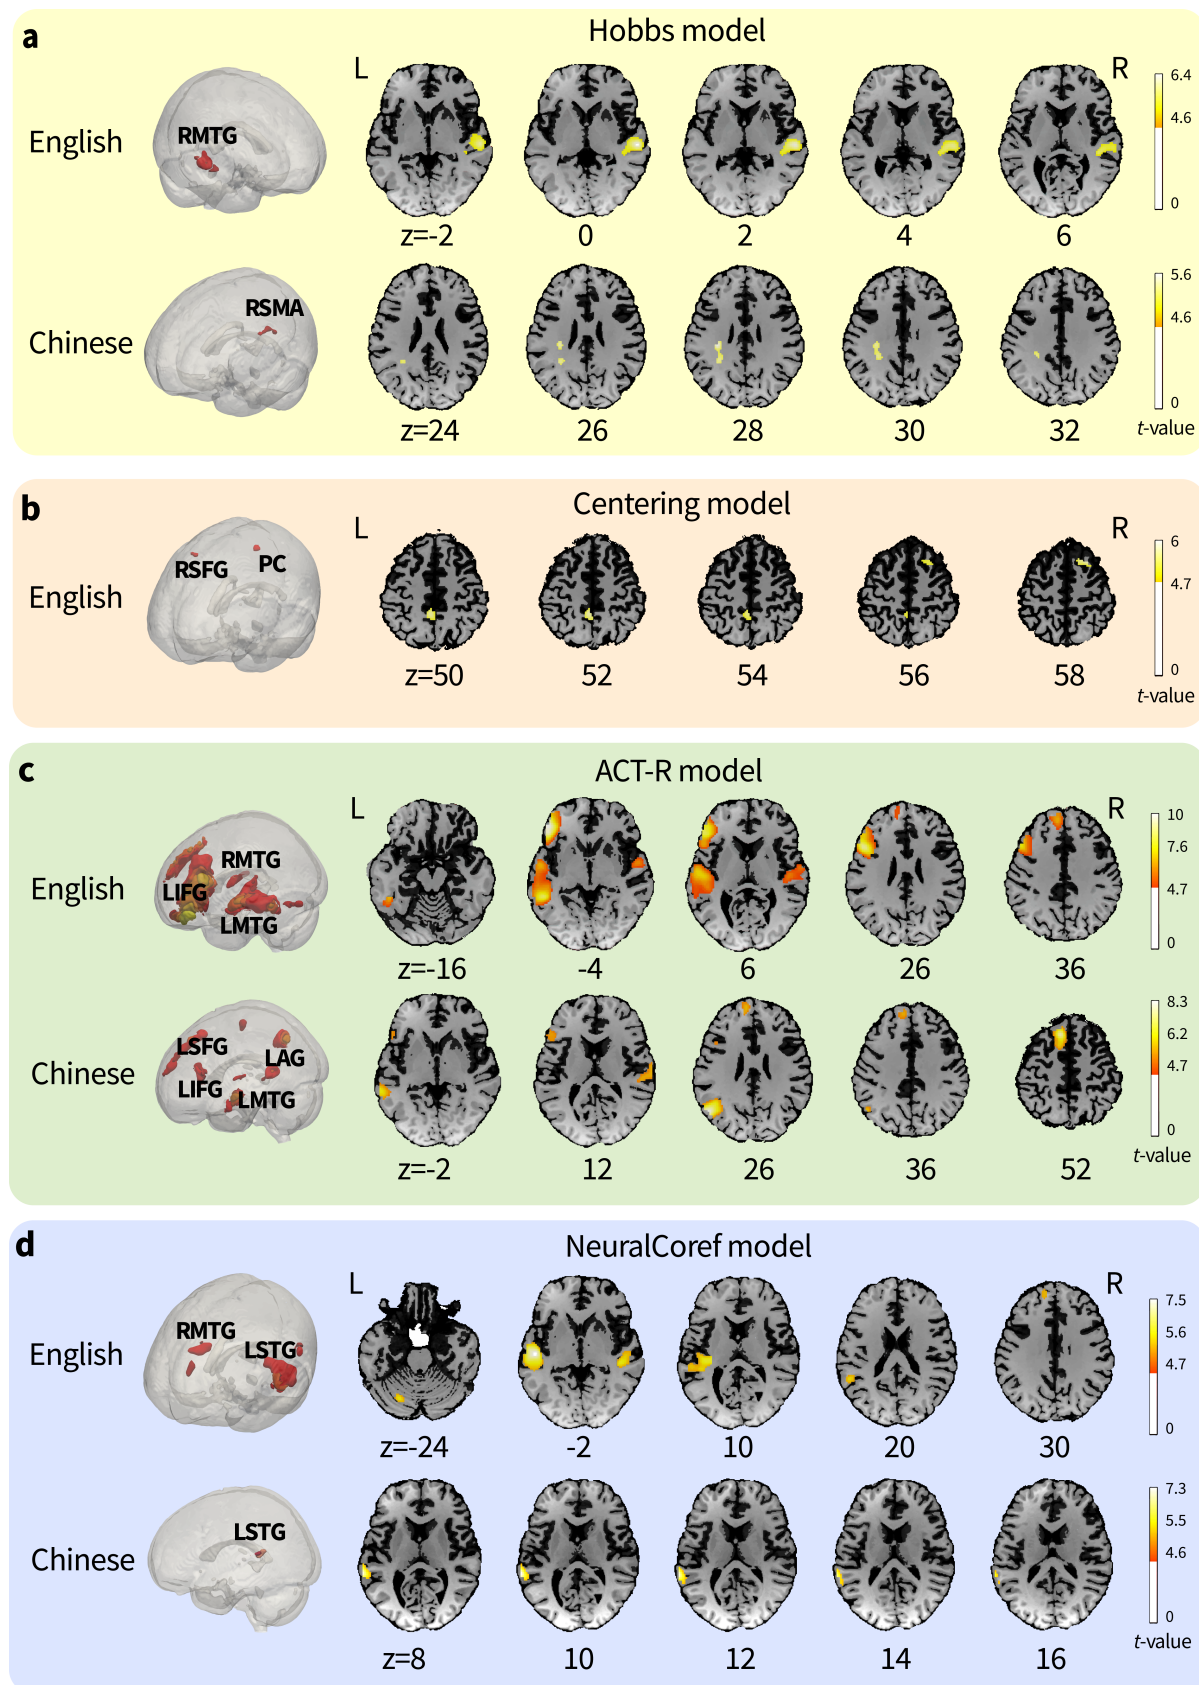 a
Hobbs model
L
R
English
RMTG
6.4
4.6
0
z=-2
0
2
4
6
Chinese
RSMA
5.6
4.6
0
z=24
26
28
30
32
t-value
b
Centering model
L
R
English
RSFG
PC
6
4.7
0
z=50
52
54
56
58
t-value
c
ACT-R model
L
R
English
RMTG
LIFG
LMTG
10
7.6
4.7
0
z=-16
-4
6
26
36
Chinese
LSFG
LAG
LIFG
LMTG
8.3
6.2
4.7
0
z=-2
12
26
36
52
t-value
d
NeuralCoref model
L
R
English
RMTG
LSTG
7.5
5.6
4.7
0
z=-24
-2
10
20
30
Chinese
LSTG
7.3
5.5
4.6
0
z=8
10
12
14
16
t-value